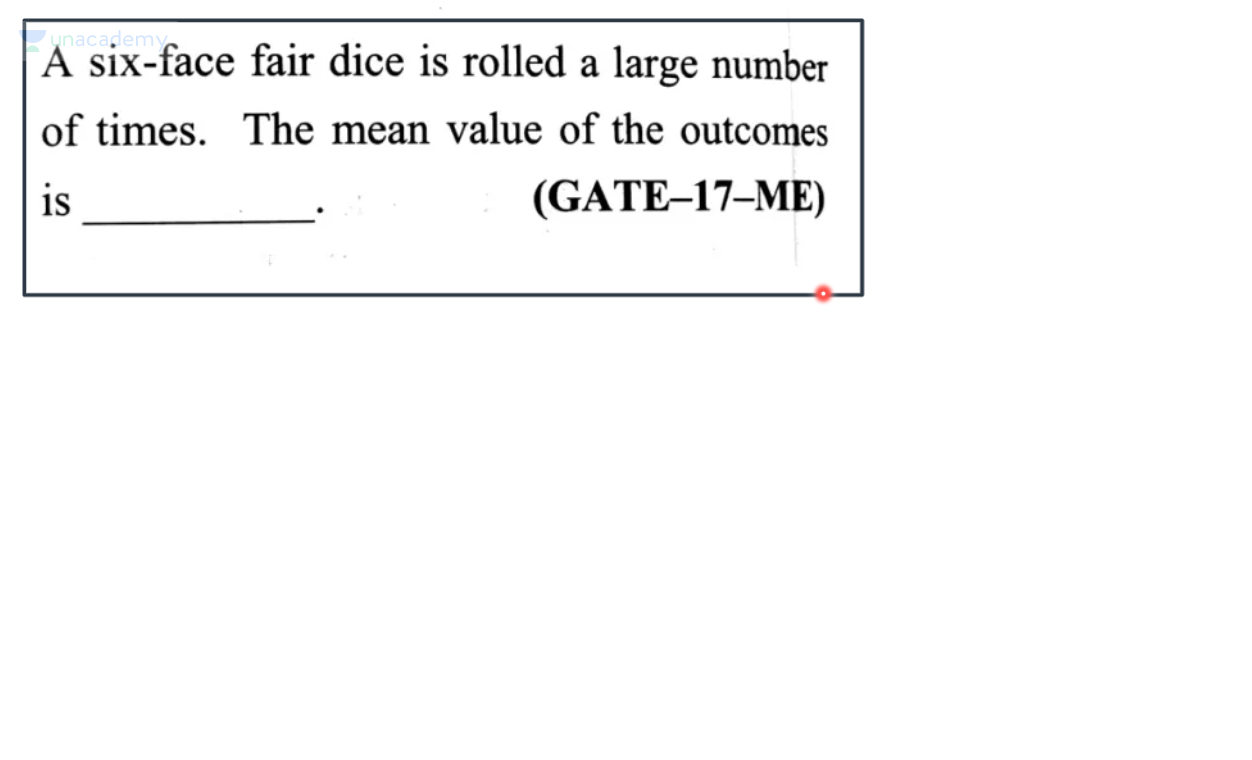 unacademy
A six-face fair dice is rolled a large number
of times. The mean value of the outcomes
is ____________.  (GATE–17–ME)